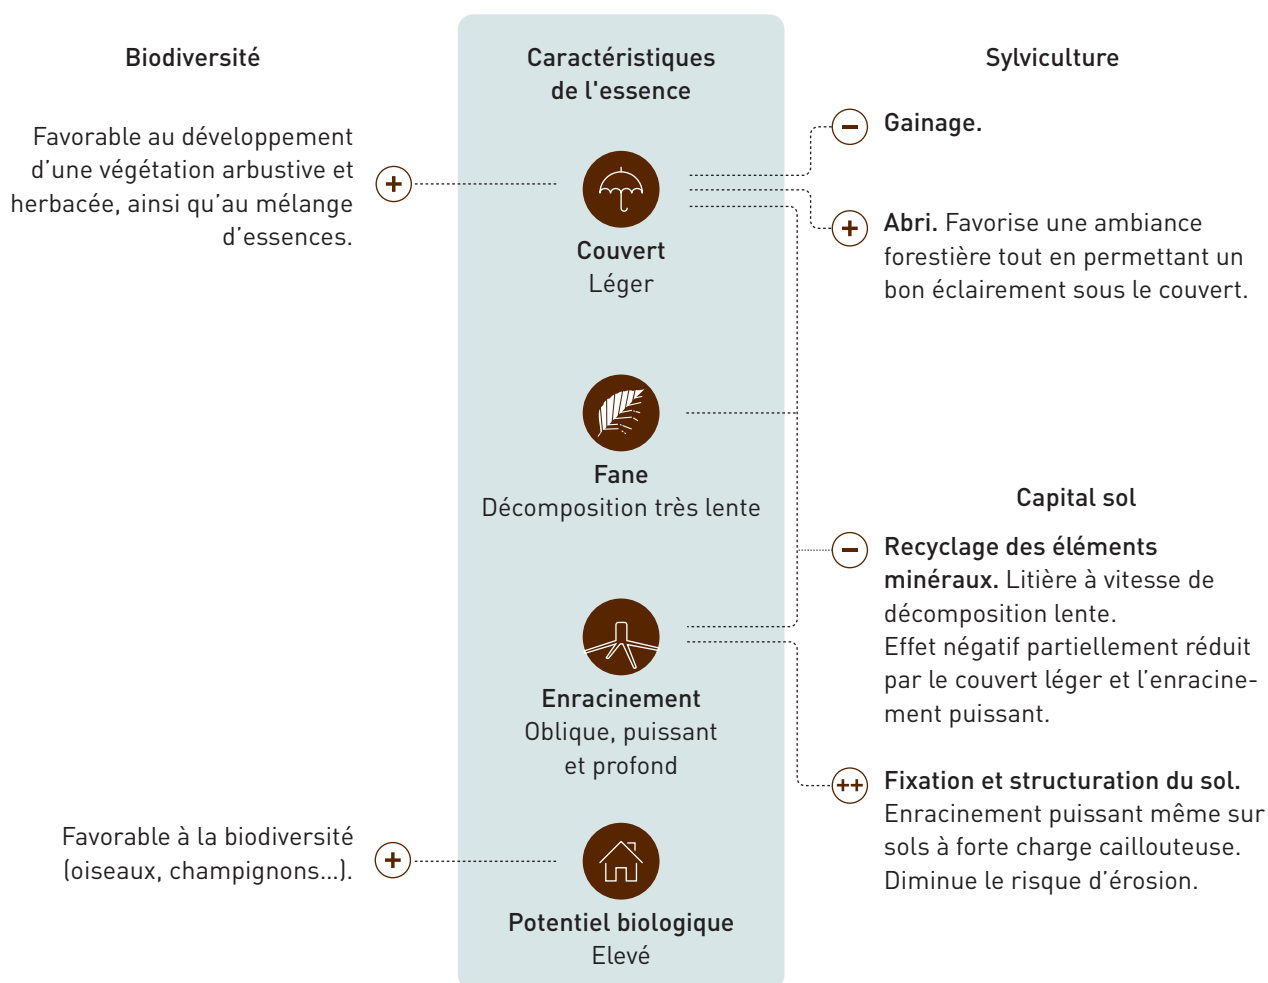 Biodiversité
Favorable au développement
d’une végétation arbustive et
herbacée, ainsi qu’au mélange
d’essences.
+
Favorable à la biodiversité
(oiseaux, champignons...).
+
Caractéristiques
de l'essence
Couvert
Léger
Fane
Décomposition très lente
Enracinement
Oblique, puissant
et profond
Potentiel biologique
Elevé
Sylviculture
−
Gainage.
+
Abri. Favorise une ambiance
forestière tout en permettant un
bon éclairement sous le couvert.
Capital sol
−
Recyclage des éléments
minéraux. Litière à vitesse de
décomposition lente.
Effet négatif partiellement réduit
par le couvert léger et l’enracine-
ment puissant.
++
Fixation et structuration du sol.
Enracinement puissant même sur
sols à forte charge caillouteuse.
Diminue le risque d’érosion.